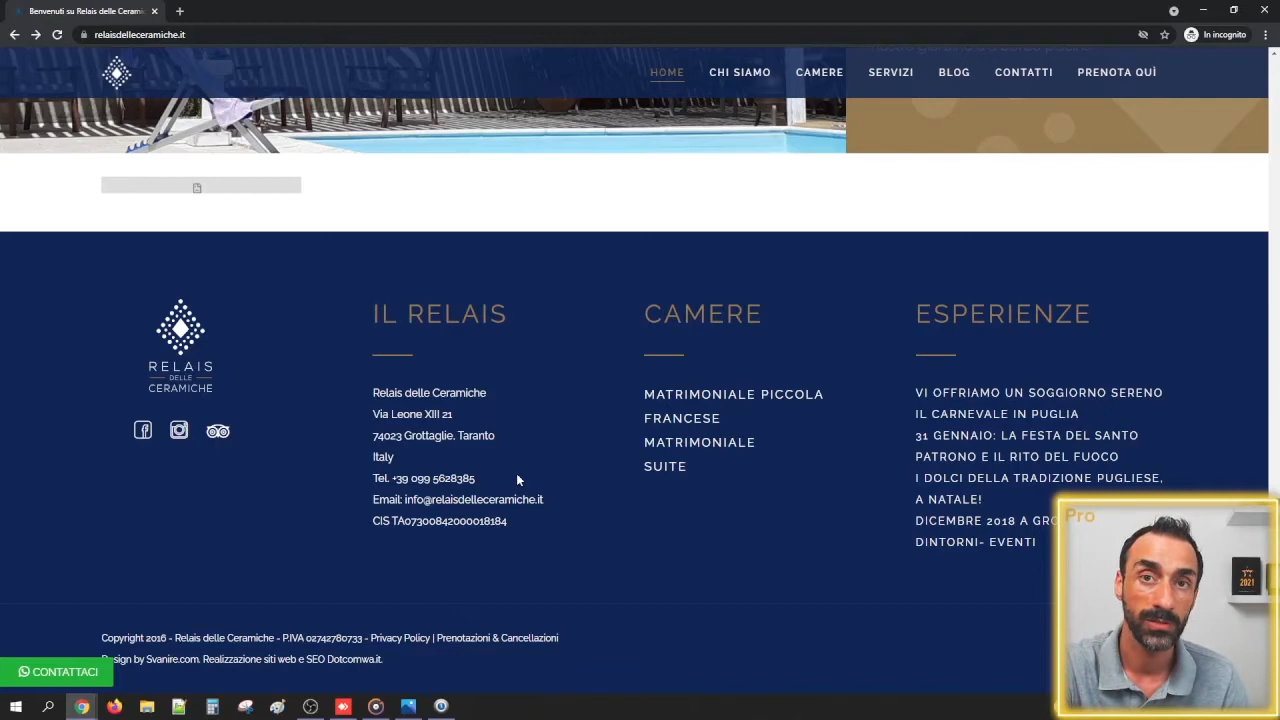 Benvenuti su Relais delle Ceramic
relaisdelleceramiche.it
In incognito
HOME
CHI SIAMO
CAMERE
SERVIZI
BLOG
CONTATTI
PRENOTA QUÌ
RELAIS
DELLE
CERAMICHE
IL RELAIS
Relais delle Ceramiche
Via Leone XIII 21
74023 Grottaglie, Taranto
Italy
Tel. +39 099 5628385
Email: info@relaisdelleceramiche.it
CIS TA07300842000018184
CAMERE
MATRIMONIALE PICCOLA
FRANCESE
MATRIMONIALE
SUITE
ESPERIENZE
VI OFFRIAMO UN SOGGIORNO SERENO
IL CARNEVALE IN PUGLIA
31 GENNAIO: LA FESTA DEL SANTO
PATRONO E IL RITO DEL FUOCO
I DOLCI DELLA TRADIZIONE PUGLIESE,
A NATALE!
DICEMBRE 2018 A GRO
DINTORNI- EVENTI
Pro
2021
Copyright 2016 - Relais delle Ceramiche - P.IVA 02742780733 - Privacy Policy | Prenotazioni & Cancellazioni
Design by Svanire.com. Realizzazione siti web e SEO Dotcomwa.it.
CONTATTACI